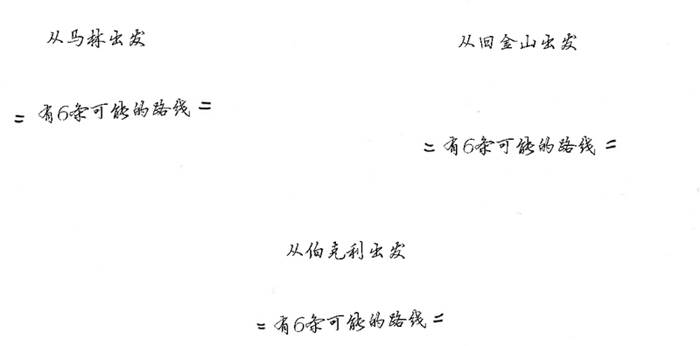 从马林出发
= 有6条可能的路线 =
从旧金山出发
= 有6条可能的路线 =
从伯克利出发
= 有6条可能的路线 =